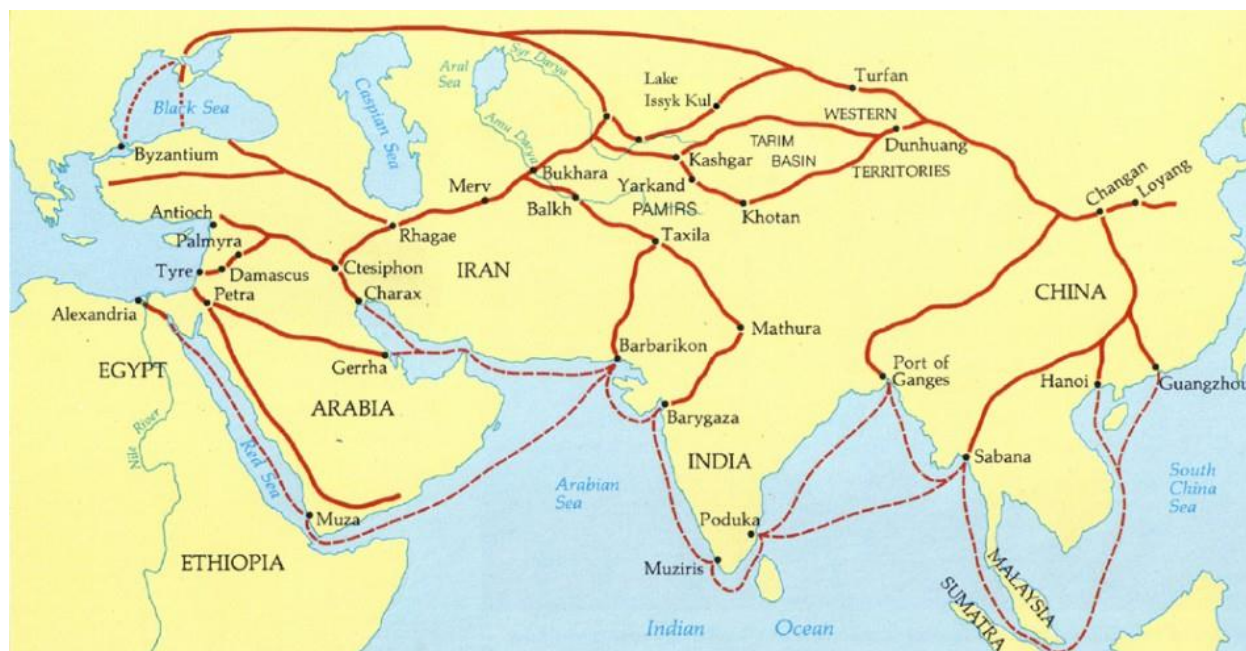 Black Sea
Byzantium
Caspian Sea
Aral
Sea
Syr Darya
Amu Darya
Lake
Issyk Kul
Turfan
WESTERN
TERRITORIES
TARIM
BASIN
Dunhuang
Kashgar
Yarkand
PAMIRS
Khotan
Bukhara
Merv
Balkh
Antioch
Palmyra
Tyre
Damascus
Rhagae
Ctesiphon
IRAN
Taxila
Changan
Loyang
Alexandria
Petra
Charax
CHINA
EGYPT
Gerrha
Barbarikon
Mathura
Port of
Ganges
Hanoi
Guangzhou
ARABIA
Nile River
Red Sea
Barygaza
INDIA
Sabana
Arabian
Sea
South
China
Sea
Muza
Poduka
ETHIOPIA
Muziris
MALAYSIA
SUMATRA
Indian Ocean